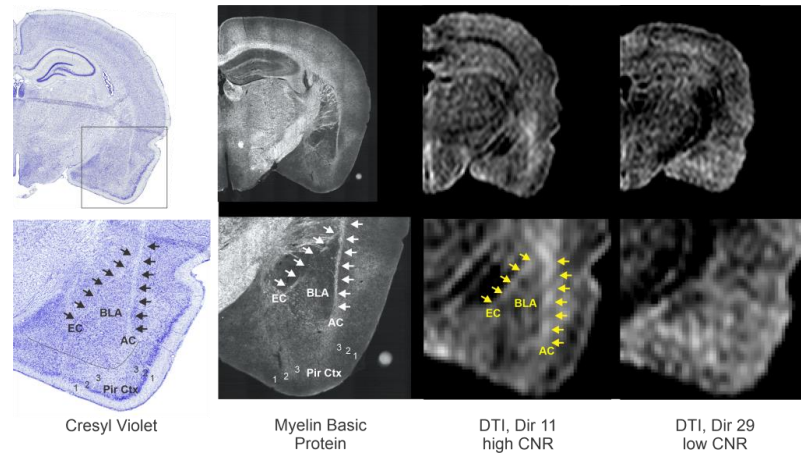 EC
BLA
AC
1 2 3 Pir Ctx 3 2 1
EC
BLA
AC
1 2 3 Pir Ctx 3 2 1
EC
BLA
AC
Cresyl Violet
Myelin Basic
Protein
DTI, Dir 11
high CNR
DTI, Dir 29
low CNR